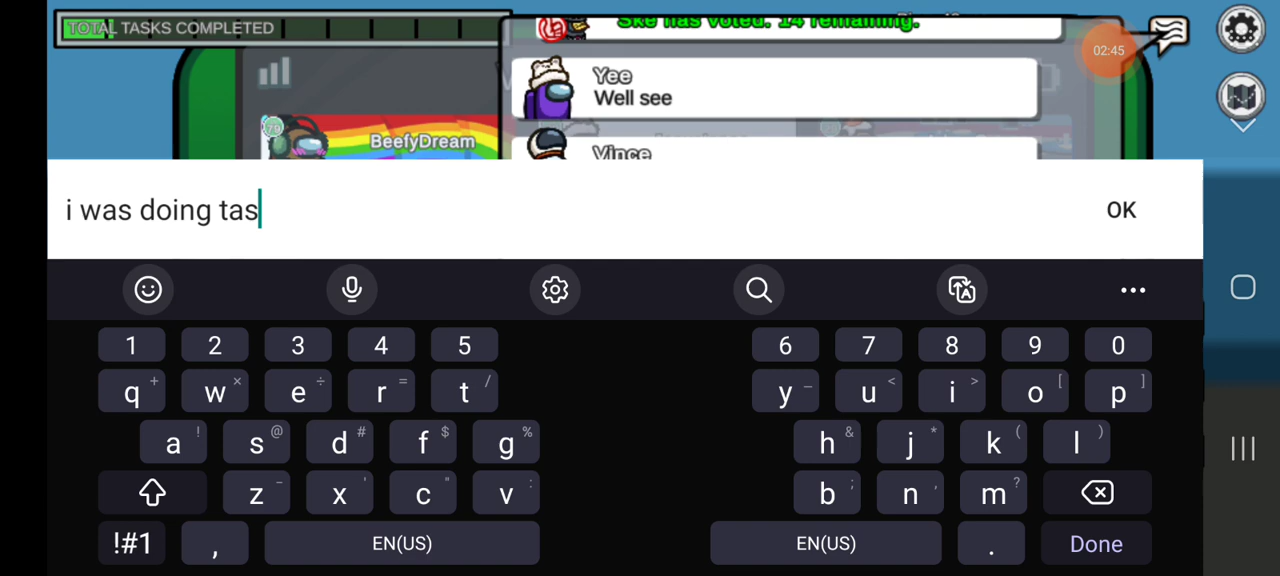 TOTAL TASKS COMPLETED
Ske has voted. 14 remaining.
02:45
Yee
Well see
BeefyDream
Vince
i was doing tas
OK
1 2 3 4 5 6 7 8 9 0
q + w × e ÷ r = t / y _ u < i > o [ p ]
a ! s @ d # f $ g % h & j * k ( l )
z - x ' c " v : b ; n , m ?
!#1 , EN(US) EN(US) . Done